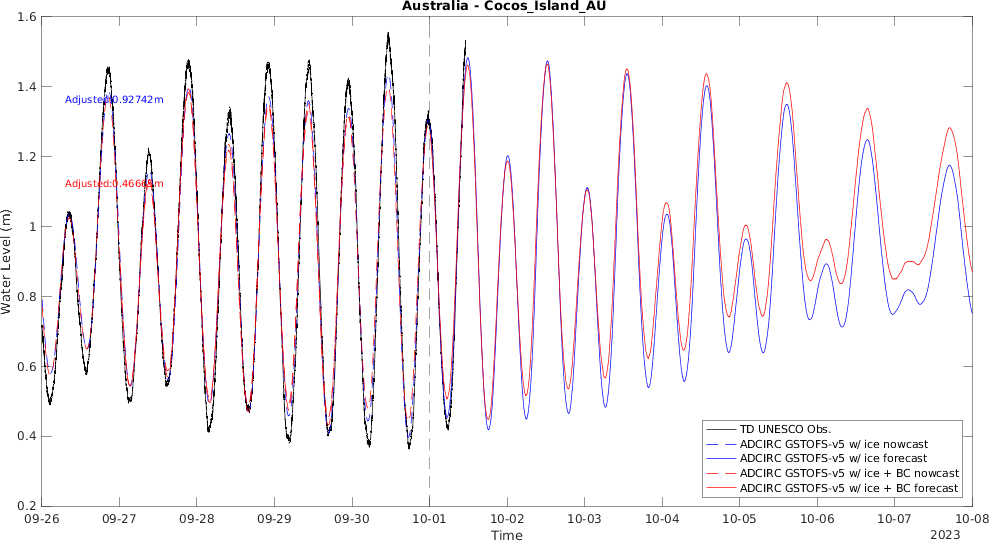 Australia - Cocos_Island_AU
1.6
1.4
1.2
1
0.8
0.6
0.4
0.2
Water Level (m)
Adjusted:0.92742m
Adjusted:0.46669m
TD UNESCO Obs.
ADCIRC GSTOFS-v5 w/ ice nowcast
ADCIRC GSTOFS-v5 w/ ice forecast
ADCIRC GSTOFS-v5 w/ ice + BC nowcast
ADCIRC GSTOFS-v5 w/ ice + BC forecast
09-26 09-27 09-28 09-29 09-30 10-01 10-02 10-03 10-04 10-05 10-06 10-07 10-08
Time
2023